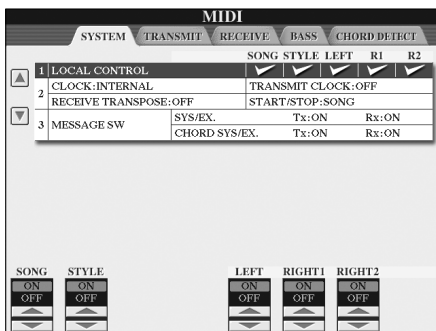 MIDI
SYSTEM TRANSMIT RECEIVE BASS CHORD DETECT
SONG STYLE LEFT R1 R2
1 LOCAL CONTROL
2 CLOCK:INTERNAL TRANSMIT CLOCK:OFF
RECEIVE TRANSPOSE:OFF START/STOP:SONG
3 MESSAGE SW SYS/EX. Tx:ON Rx:ON
CHORD SYS/EX. Tx:ON Rx:ON
SONG STYLE LEFT RIGHT1 RIGHT2
ON ON ON ON ON
OFF OFF OFF OFF OFF